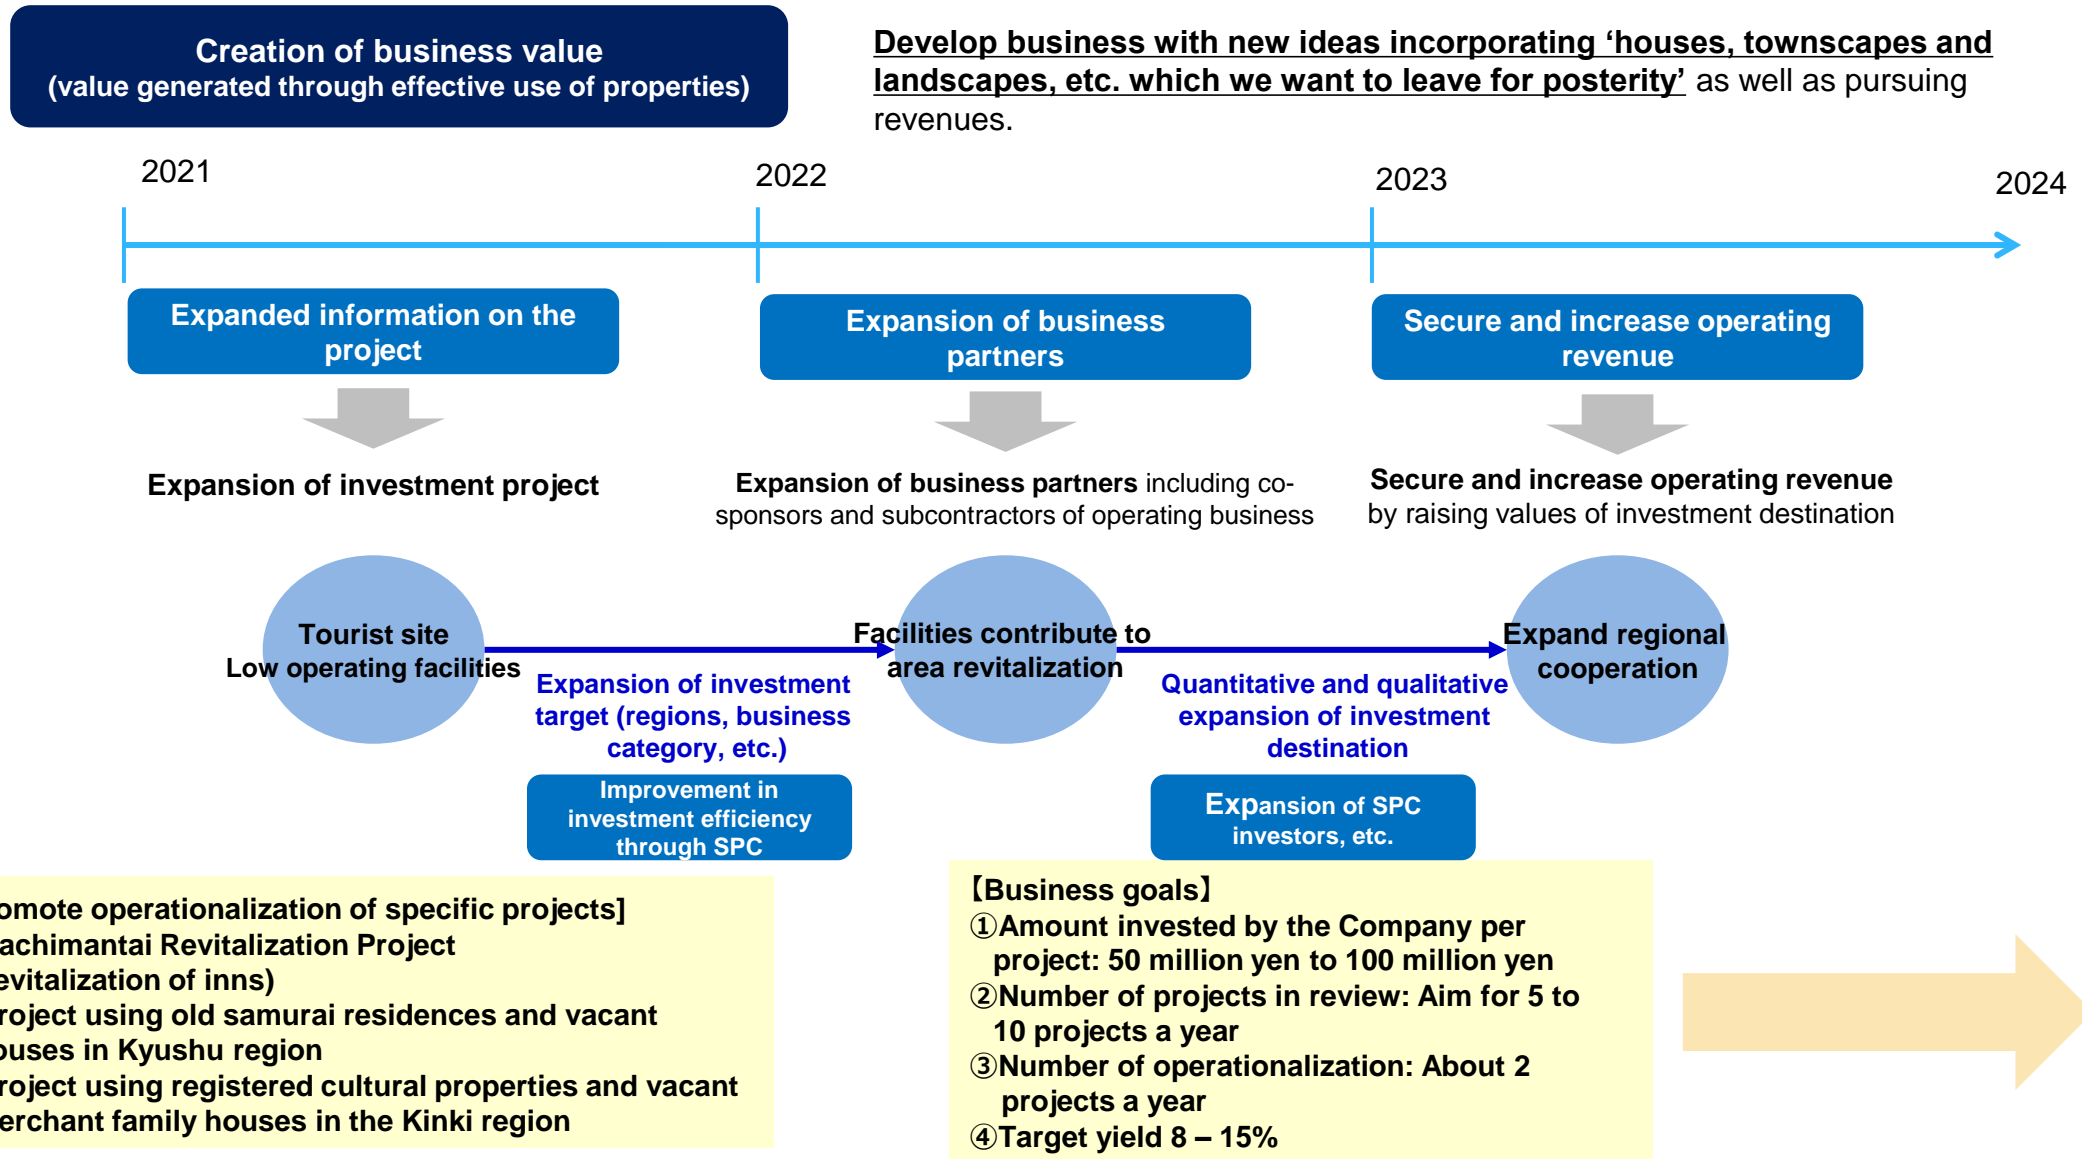 Creation of business value
(value generated through effective use of properties)
Develop business with new ideas incorporating ‘houses, townscapes and
landscapes, etc. which we want to leave for posterity’ as well as pursuing
revenues.
2021
2022
2023
2024
Expanded information on the
project
Expansion of business
partners
Secure and increase operating
revenue
Expansion of investment project
Expansion of business partners including co-
sponsors and subcontractors of operating business
Secure and increase operating revenue
by raising values of investment destination
Tourist site
Low operating facilities
Facilities contribute to
area revitalization
Expand regional
cooperation
Expansion of investment
target (regions, business
category, etc.)
Quantitative and qualitative
expansion of investment
destination
Improvement in
investment efficiency
through SPC
Expansion of SPC
investors, etc.
operationalization of specific projects]
Revitalization Project
of inns)
using old samurai residences and vacant
in Kyushu region
using registered cultural properties and vacant
family houses in the Kinki region
【Business goals】
①Amount invested by the Company per
project: 50 million yen to 100 million yen
②Number of projects in review: Aim for 5 to
10 projects a year
③Number of operationalization: About 2
projects a year
④Target yield 8 – 15%